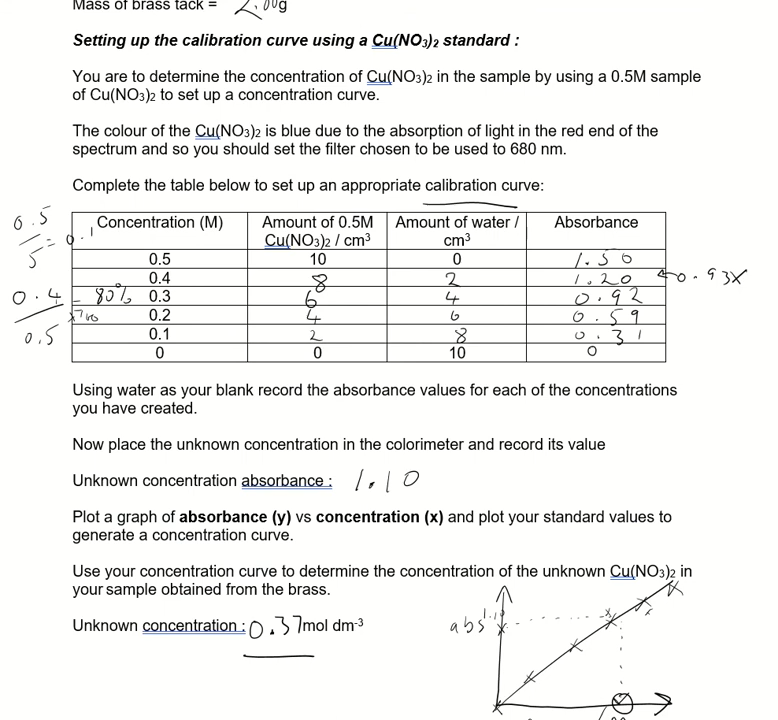 Mass of brass tack = 2.00g
Setting up the calibration curve using a Cu(NO3)2 standard :
You are to determine the concentration of Cu(NO3)2 in the sample by using a 0.5M sample
of Cu(NO3)2 to set up a concentration curve.
The colour of the Cu(NO3)2 is blue due to the absorption of light in the red end of the
spectrum and so you should set the filter chosen to be used to 680 nm.
Complete the table below to set up an appropriate calibration curve:
0.5
5
= 0.1
Concentration (M) Amount of 0.5M Cu(NO3)2 / cm3 Amount of water / cm3 Absorbance
0.5 10 0 1.50
0.4 8 2 1.20 ← 0.93x
0.4
0.5
= 80%
0.3 6 4 0.92
0.2 4 6 0.59
0.1 2 8 0.31
0 0 10 0
Using water as your blank record the absorbance values for each of the concentrations
you have created.
Now place the unknown concentration in the colorimeter and record its value
Unknown concentration absorbance : 1.10
Plot a graph of absorbance (y) vs concentration (x) and plot your standard values to
generate a concentration curve.
Use your concentration curve to determine the concentration of the unknown Cu(NO3)2 in
your sample obtained from the brass.
Unknown concentration : 0.37 mol dm-3
abs
1.10